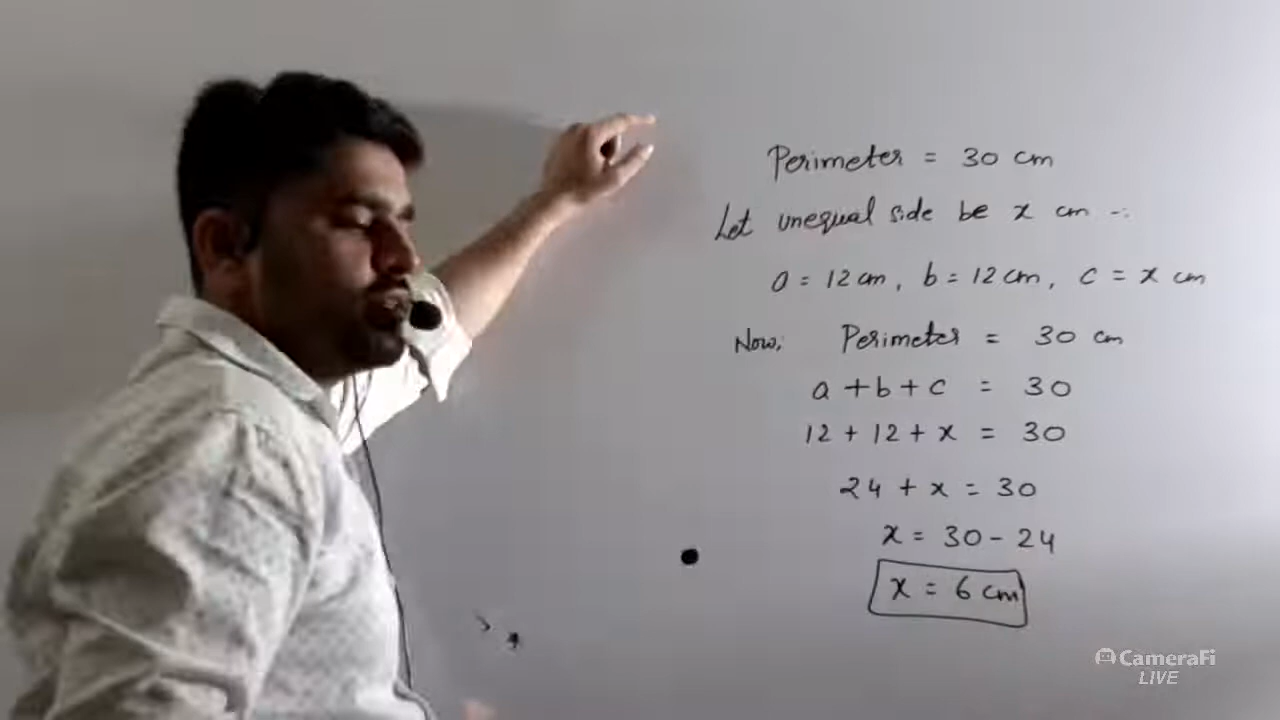 Perimeter = 30 cm
Let unequal side be x cm
a = 12 cm, b = 12 cm, c = x cm
Now, Perimeter = 30 cm
a + b + c = 30
12 + 12 + x = 30
24 + x = 30
x = 30 - 24
x = 6 cm
CameraFi
LIVE